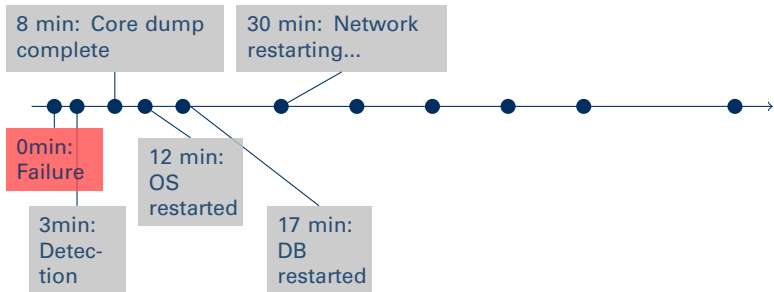 8 min: Core dump
complete
30 min: Network
restarting...
0min:
Failure
3min:
Detec-
tion
12 min:
OS
restarted
17 min:
DB
restarted